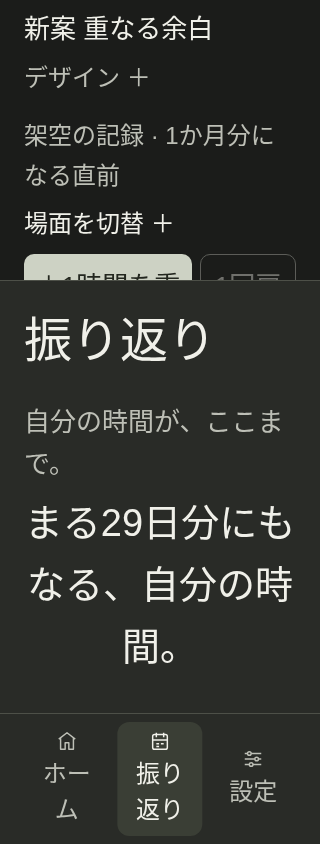 新案 重なる余白
デザイン ＋
架空の記録 · 1か月分に
なる直前
場面を切替 ＋
振り返り
自分の時間が、ここま
で。
まる29日分にも
なる、自分の時
間。
ホー
ム
振り
返り
設定